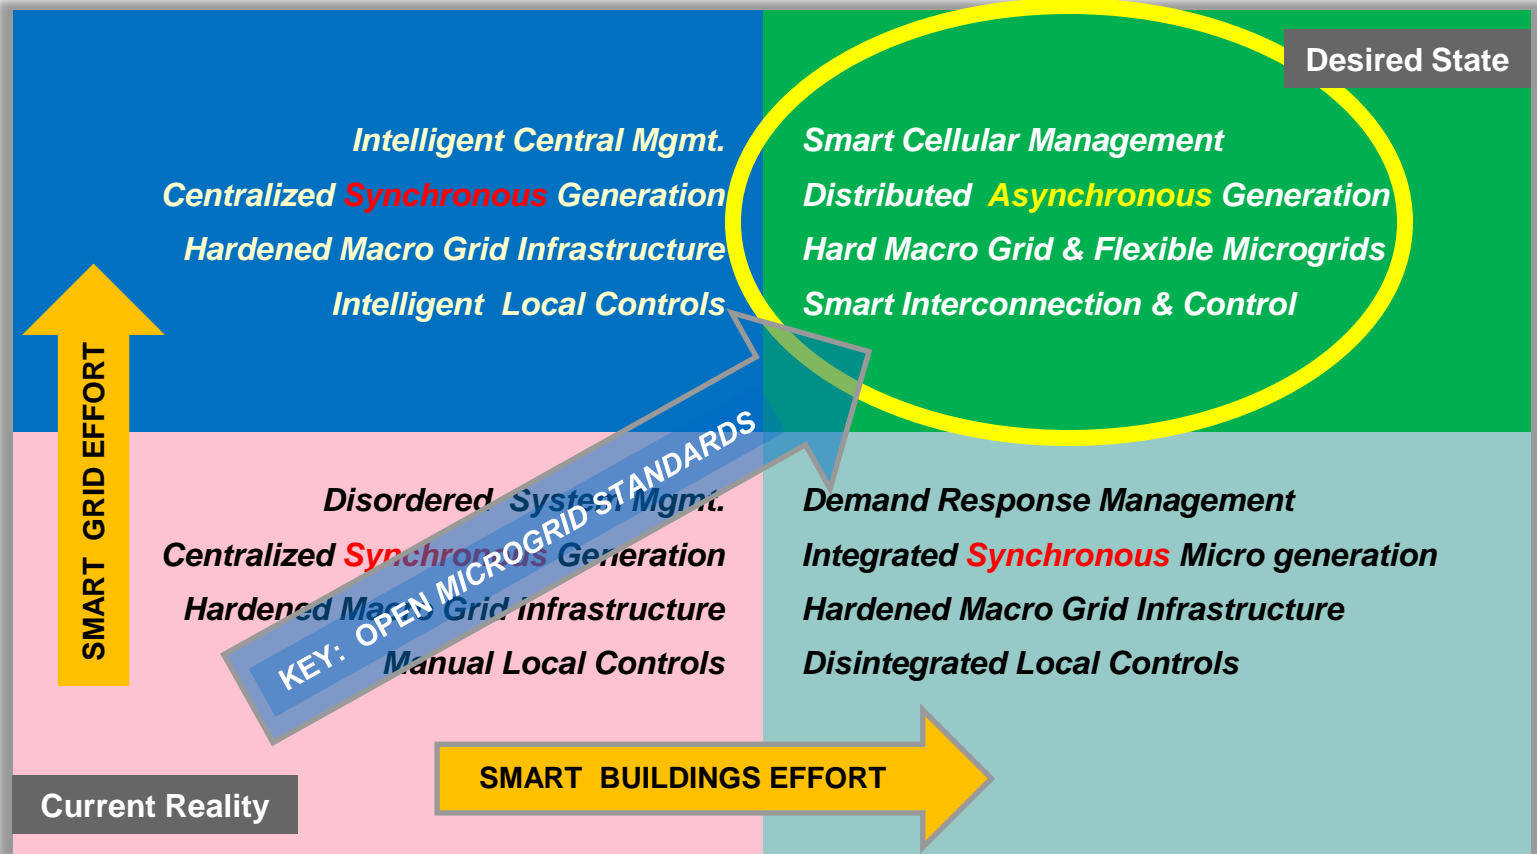 Desired State
Intelligent Central Mgmt.
Centralized Synchronous Generation
Hardened Macro Grid Infrastructure
Intelligent Local Controls
Smart Cellular Management
Distributed Asynchronous Generation
Hard Macro Grid & Flexible Microgrids
Smart Interconnection & Control
SMART GRID EFFORT
KEY: OPEN MICROGRID STANDARDS
Disordered System Mgmt.
Centralized Synchronous Generation
Hardened Macro Grid Infrastructure
Manual Local Controls
Demand Response Management
Integrated Synchronous Micro generation
Hardened Macro Grid Infrastructure
Disintegrated Local Controls
SMART BUILDINGS EFFORT
Current Reality